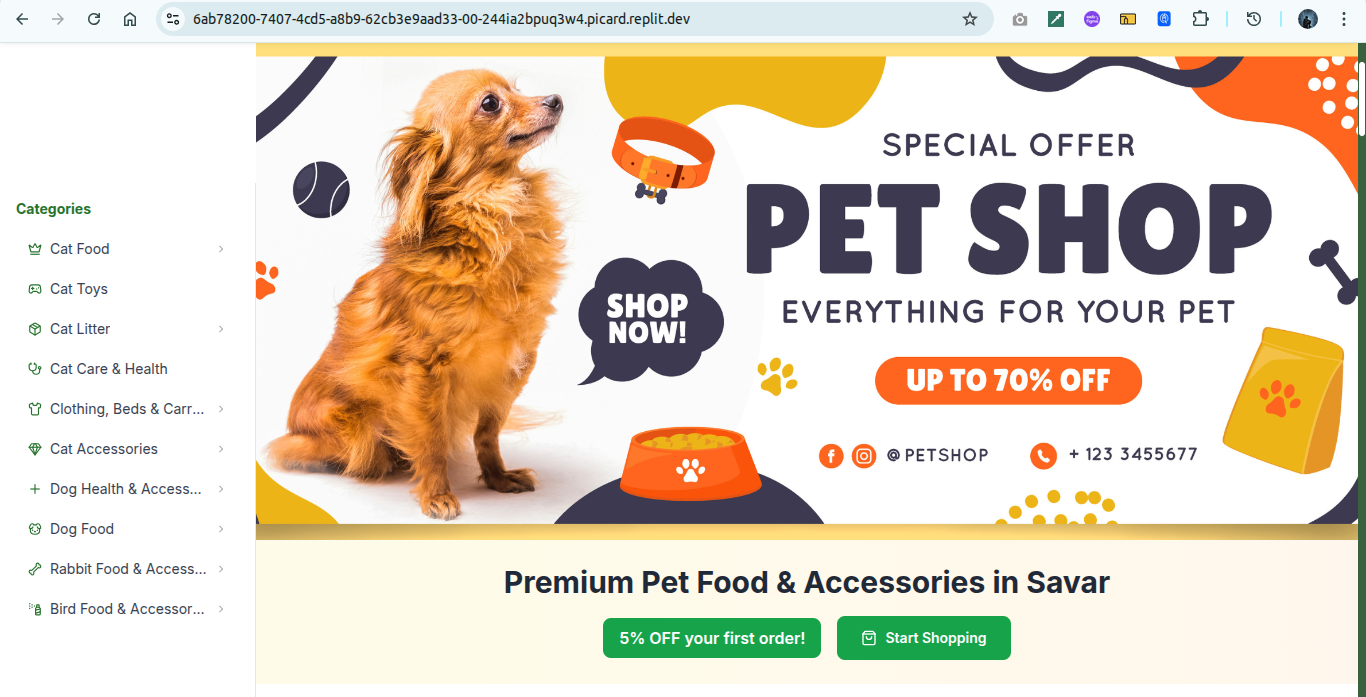 6ab78200-7407-4cd5-a8b9-62cb3e9aad33-00-244ia2bpuq3w4.picard.replit.dev
Categories
Cat Food
Cat Toys
Cat Litter
Cat Care & Health
Clothing, Beds & Carr...
Cat Accessories
Dog Health & Access...
Dog Food
Rabbit Food & Access...
Bird Food & Accessor...
SPECIAL OFFER
PET SHOP
EVERYTHING FOR YOUR PET
SHOP
NOW!
UP TO 70% OFF
@PETSHOP
+ 123 3455677
Premium Pet Food & Accessories in Savar
5% OFF your first order!
Start Shopping